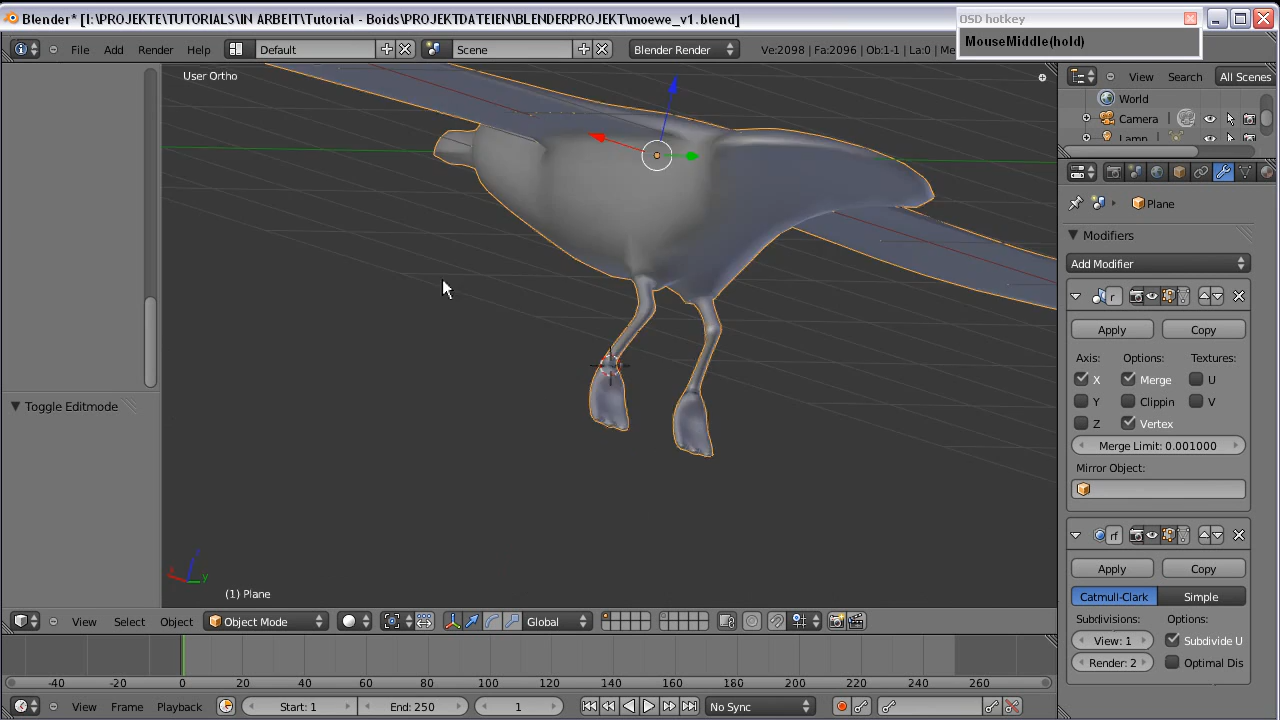 Blender* [I:\PROJEKTE\TUTORIALS\IN ARBEIT\Tutorial - Boids\PROJEKTDATEIEN\BLENDERPROJEKT\moewe_v1.blend]
OSD hotkey
MouseMiddle(hold)
File Add Render Help Default Scene Blender Render Ve:2098 | Fa:2096 | Ob:1-1 | La:0 | Me
User Ortho
View Search All Scenes
World
Camera
Lamp
Plane
Modifiers
Add Modifier
r
Apply Copy
Axis: Options: Textures:
X Merge U
Y Clippin V
Z Vertex
Merge Limit: 0.001000
Mirror Object:
rf
Apply Copy
Catmull-Clark Simple
Subdivisions: Options:
View: 1 Subdivide U
Render: 2 Optimal Dis
Toggle Editmode
x y
(1) Plane
View Select Object Object Mode Global
-40 -20 0 20 40 60 80 100 120 140 160 180 200 220 240 260
View Frame Playback Start: 1 End: 250 1 No Sync